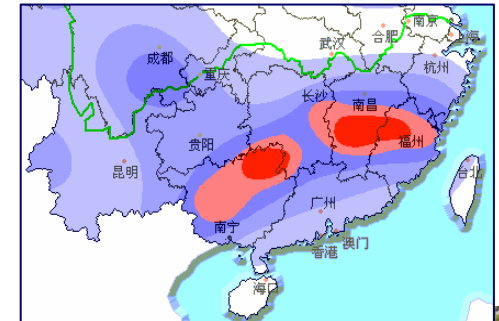 南京
合肥
海
武汉
成都
杭州
重庆
长沙
南昌
福州
贵阳
昆明
台北
广州
南宁
澳门
香港
海口